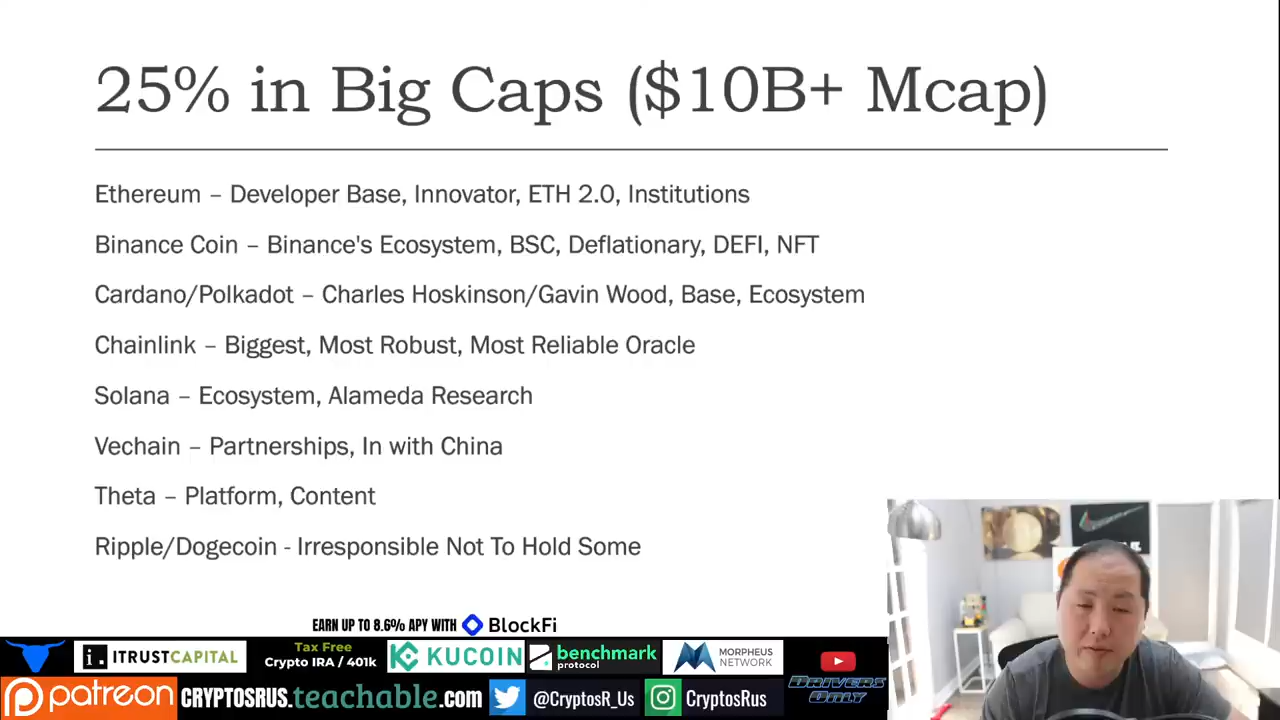 25% in Big Caps ($10B+ Mcap)
Ethereum – Developer Base, Innovator, ETH 2.0, Institutions
Binance Coin – Binance's Ecosystem, BSC, Deflationary, DEFI, NFT
Cardano/Polkadot – Charles Hoskinson/Gavin Wood, Base, Ecosystem
Chainlink – Biggest, Most Robust, Most Reliable Oracle
Solana – Ecosystem, Alameda Research
Vechain – Partnerships, In with China
Theta – Platform, Content
Ripple/Dogecoin - Irresponsible Not To Hold Some
EARN UP TO 8.6% APY WITH BlockFi
i. ITRUSTCAPITAL
Tax Free
Crypto IRA / 401k
KUCOIN
benchmark
protocol
MORPHEUS
NETWORK
patreon
CRYPTOSRUS.teachable.com
@CryptosR_Us
CryptosRus
DRIVERS
ONLY